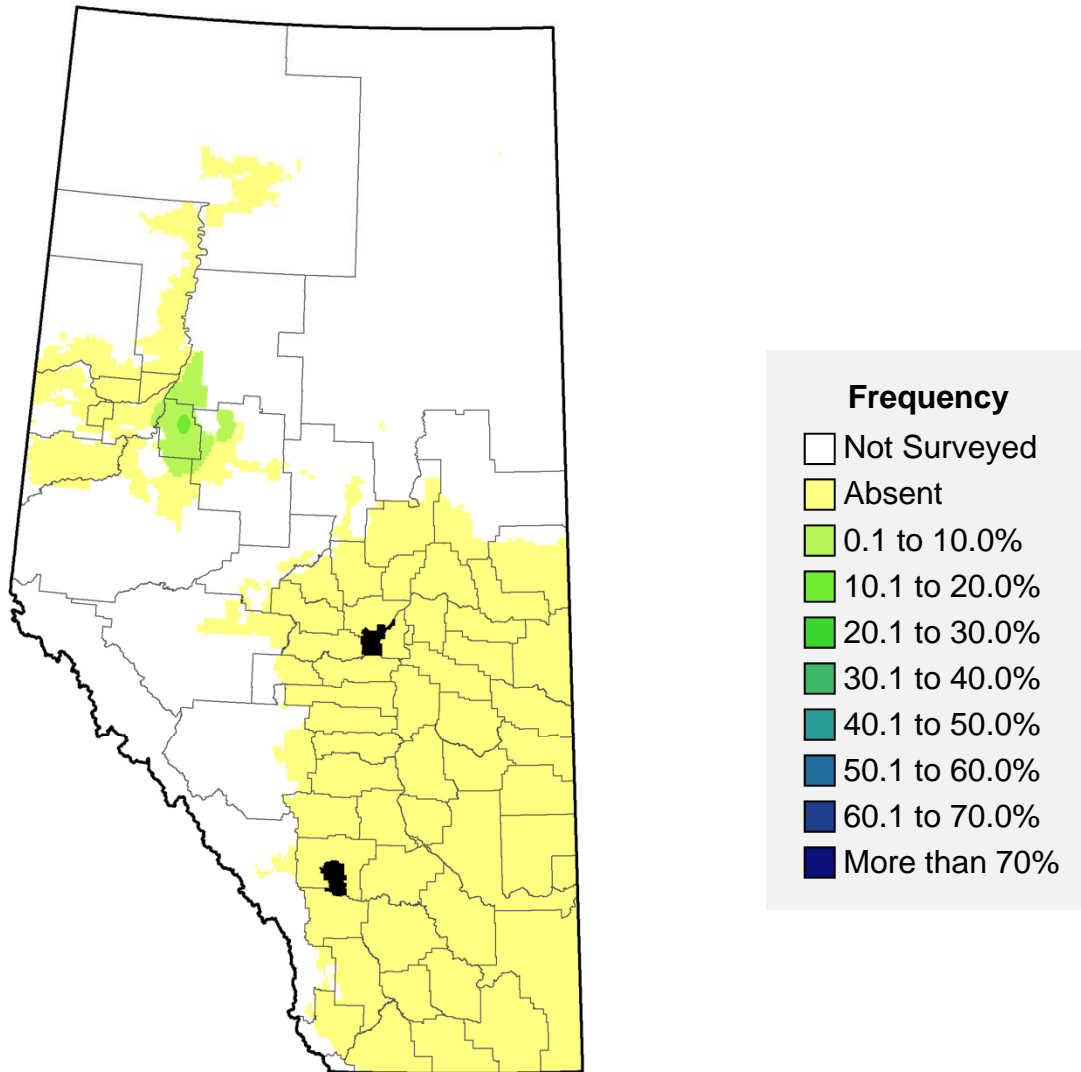 Frequency
Not Surveyed
Absent
0.1 to 10.0%
10.1 to 20.0%
20.1 to 30.0%
30.1 to 40.0%
40.1 to 50.0%
50.1 to 60.0%
60.1 to 70.0%
More than 70%